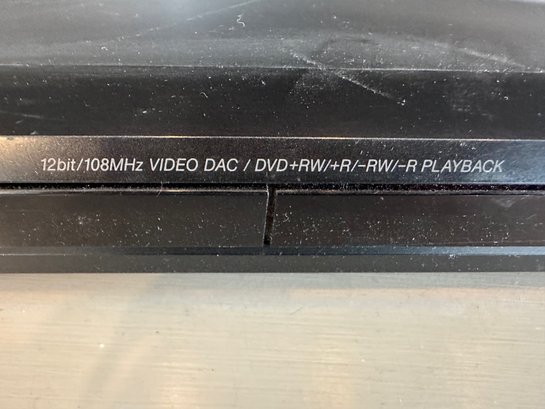 12bit/108MHz VIDEO DAC / DVD+RW/+R/-RW/-R PLAYBACK